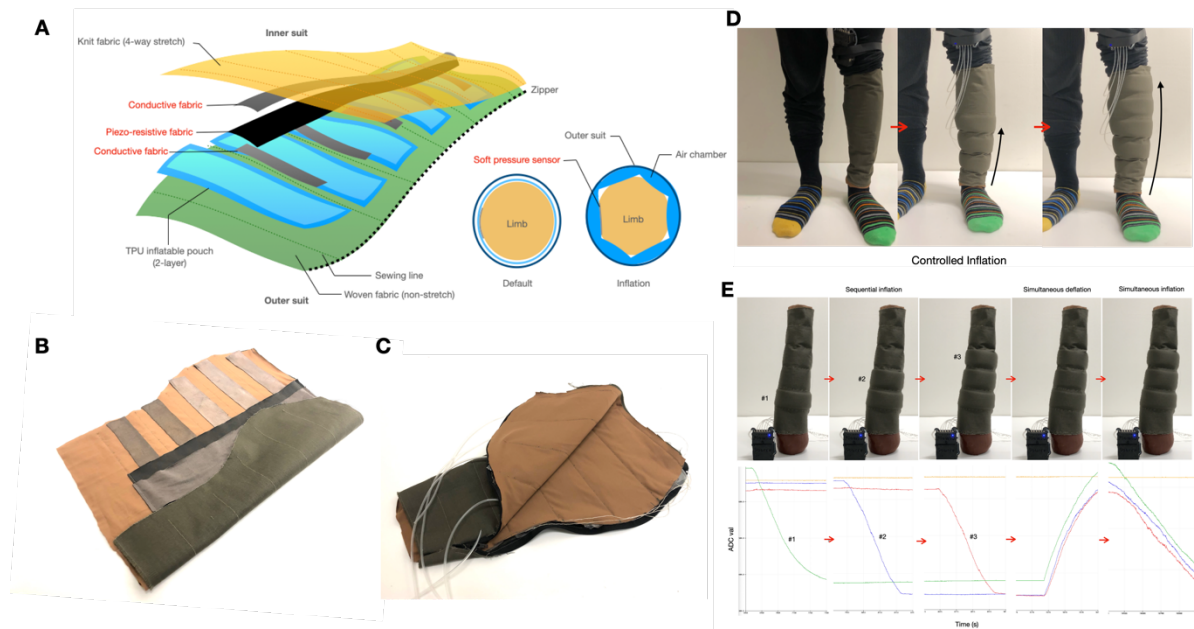 A
Inner suit
Knit fabric (4-way stretch)
Zipper
Conductive fabric
Piezo-resistive fabric
Conductive fabric
Outer suit
Air chamber
Soft pressure sensor
Limb
Limb
TPU inflatable pouch
(2-layer)
Sewing line
Woven fabric (non-stretch)
Default
Inflation
Outer suit
B
C
D
Controlled Inflation
E
Sequential inflation
Simultaneous deflation
Simultaneous inflation
#1
#2
#3
ADC val
#1
#2
#3
Time (s)